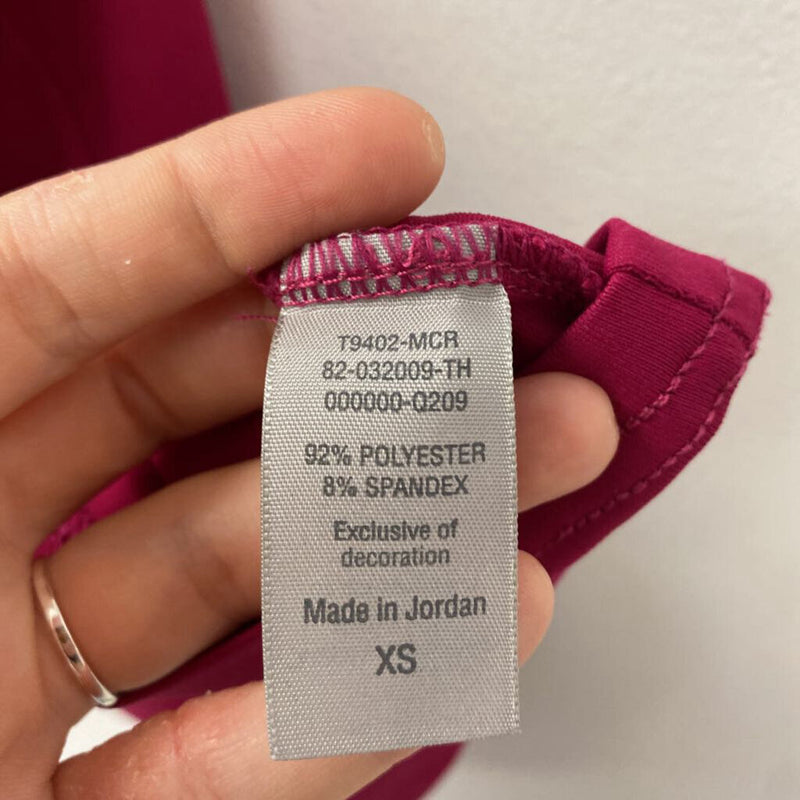 T9402-MCR
82-032009-TH
000000-Q209
92% POLYESTER
8% SPANDEX
Exclusive of
decoration
Made in Jordan
XS